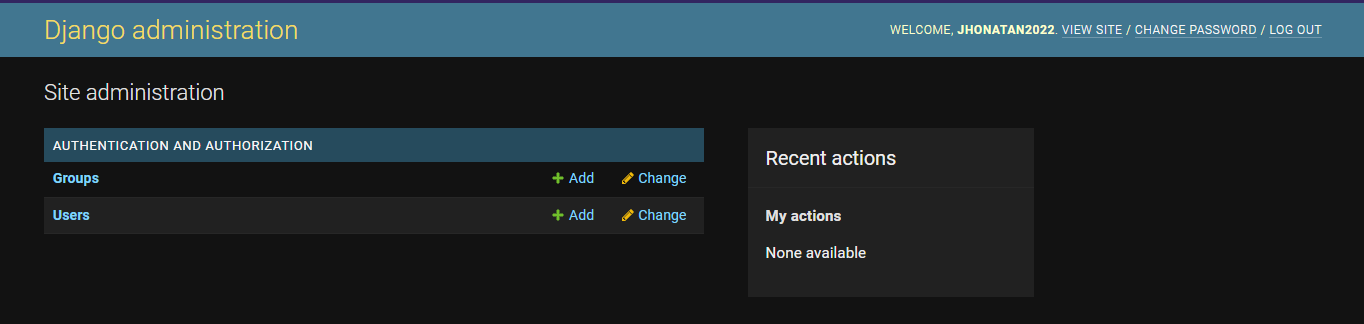 Django administration
WELCOME, JHONATAN2022. VIEW SITE / CHANGE PASSWORD / LOG OUT
Site administration
AUTHENTICATION AND AUTHORIZATION
Groups Add Change
Users Add Change
Recent actions
My actions
None available